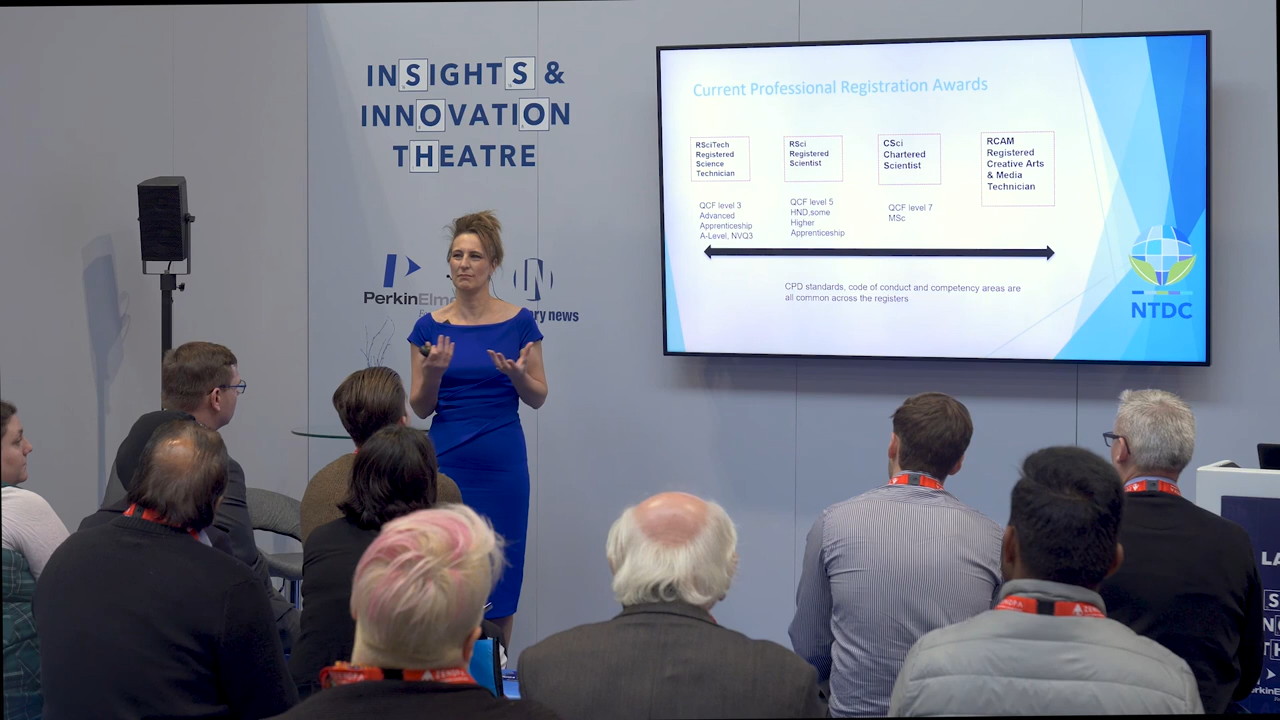 INSIGHTS &
INNOVATION
THEATRE
PerkinElme
ry news
Current Professional Registration Awards
RSciTech
Registered
Science
Technician
RSci
Registered
Scientist
CSci
Chartered
Scientist
RCAM
Registered
Creative Arts
& Media
Technician
QCF level 3
Advanced
Apprenticeship
A-Level, NVQ3
QCF level 5
HND,some
Higher
Apprenticeship
QCF level 7
MSc
CPD standards, code of conduct and competency areas are
all common across the registers
NTDC
LA
PerkinElm